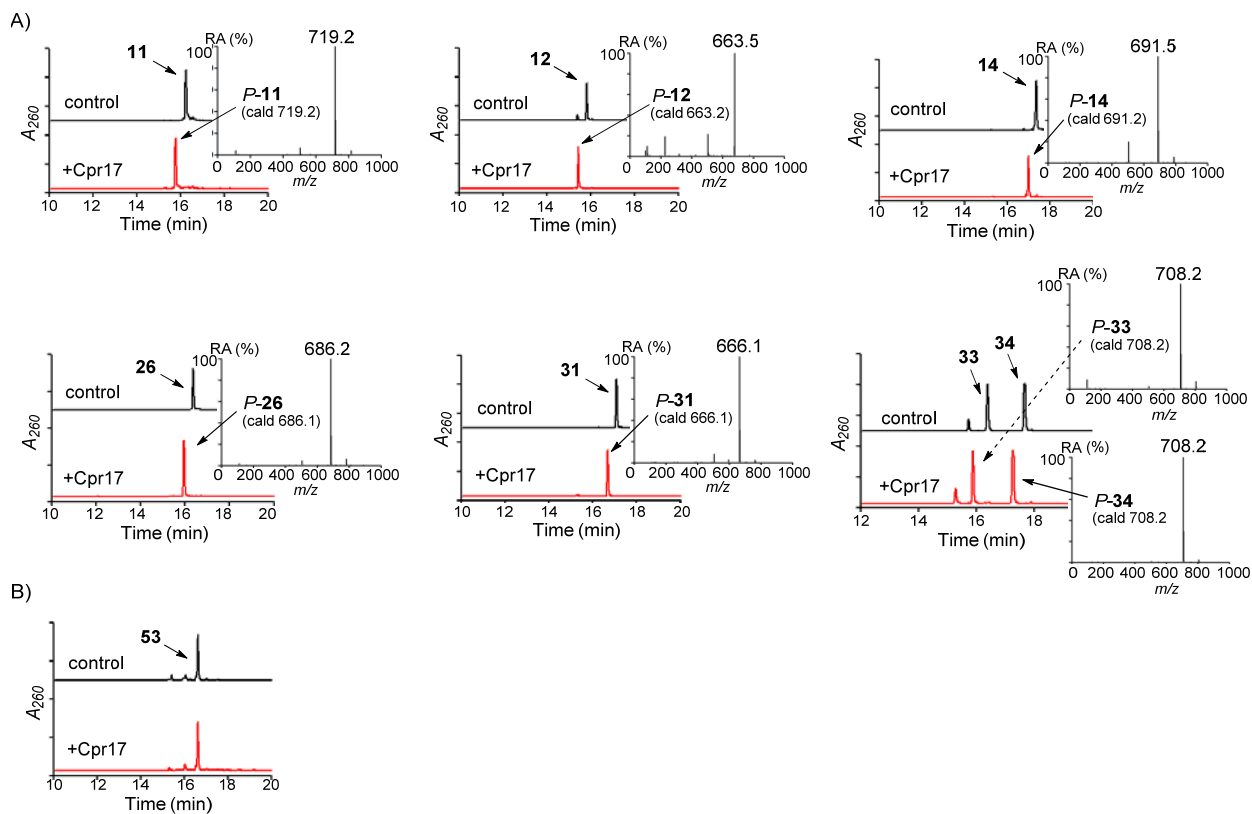 A)
RA (%)
719.2
11
100
control
P-11
(cald 719.2)
A260
+Cpr17
0 200 400 600 800 1000
m/z
10 12 14 16 18 20
Time (min)
RA (%)
663.5
12
100
control
P-12
(cald 663.2)
A260
+Cpr17
0 200 400 600 800 1000
m/z
10 12 14 16 18 20
Time (min)
RA (%)
691.5
14
100
control
P-14
(cald 691.2)
A260
+Cpr17
0 200 400 600 800 1000
m/z
10 12 14 16 18 20
Time (min)
RA (%)
686.2
26
100
control
P-26
(cald 686.1)
A260
+Cpr17
0 200 400 600 800 1000
m/z
10 12 14 16 18 20
Time (min)
RA (%)
666.1
31
100
control
P-31
(cald 666.1)
A260
+Cpr17
0 200 400 600 800 1000
m/z
10 12 14 16 18 20
Time (min)
RA (%)
708.2
100
P-33
(cald 708.2)
0 200 400 600 800 1000
m/z
33
34
control
A260
+Cpr17
12 14 16 18
Time (min)
RA (%)
708.2
100
P-34
(cald 708.2
0 200 400 600 800 1000
m/z
B)
53
control
A260
+Cpr17
10 12 14 16 18 20
Time (min)